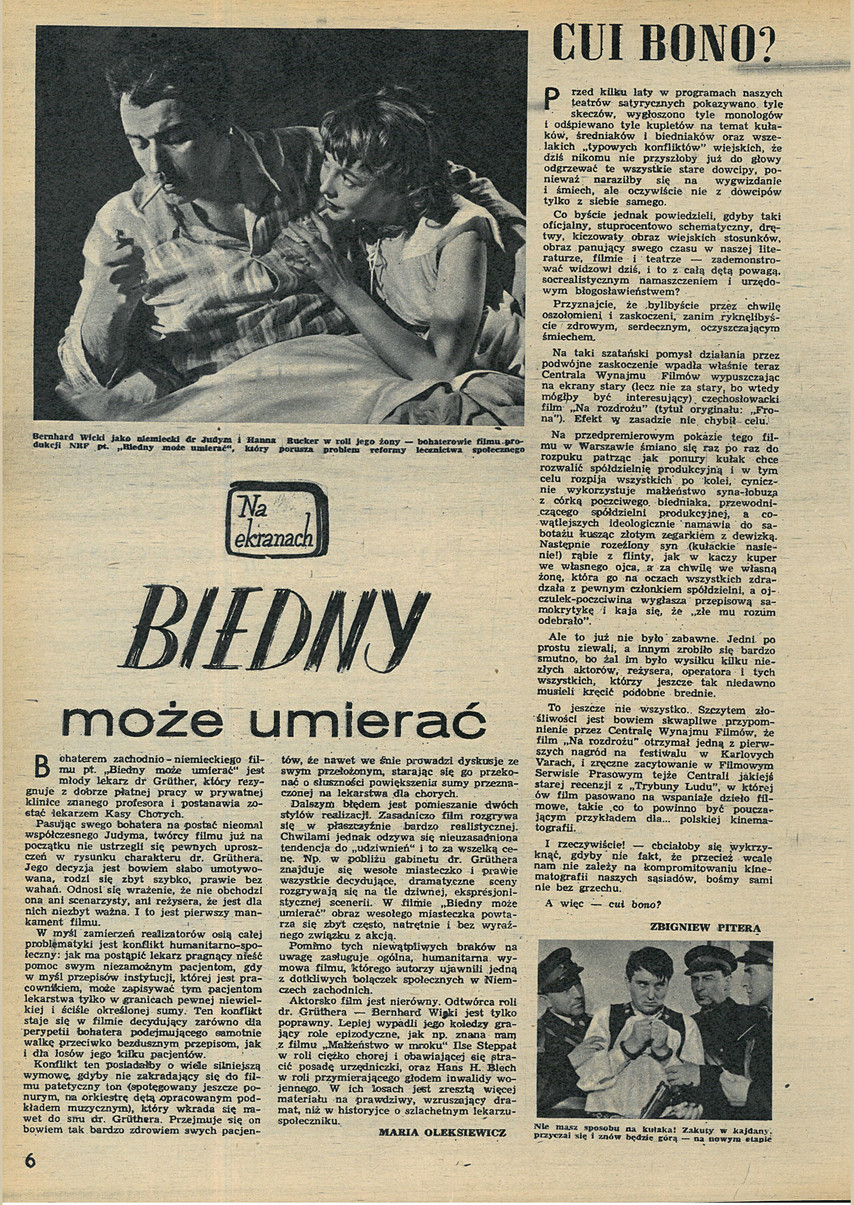 Bernhard Wicki jako niemiecki dr Judym i Hanna Rucker w roli jego żony — bohaterowie filmu pro-
dukcji NRF pt. „Biedny może umierać", który porusza problem reformy lecznictwa społecznego
Na
ekranach
BIEDNY
może umierać
Bohaterem zachodnio-niemieckiego fil-
mu pt. „Biedny może umierać" jest
młody lekarz dr Grüther, który rezy-
gnuje z dobrze płatnej pracy w prywatnej
klinice znanego profesora i postanawia zo-
stać lekarzem Kasy Chorych.
Pasując swego bohatera na postać nieomal
współczesnego Judyma, twórcy filmu już na
początku nie ustrzegli się pewnych uprosz-
czeń w rysunku charakteru dr. Grüthera.
Jego decyzja jest bowiem słabo umotywo-
wana, rodzi się zbyt szybko, prawie bez
wahań. Odnosi się wrażenie, że nie obchodzi
ona ani scenarzysty, ani reżysera, że jest dla
nich niezbyt ważna. I to jest pierwszy man-
kament filmu.
W myśl zamierzeń realizatorów osią całej
problematyki jest konflikt humanitarno-spo-
łeczny: jak ma postąpić lekarz pragnący nieść
pomoc swym niezamożnym pacjentom, gdy
w myśl przepisów instytucji, której jest pra-
cownikiem, może zapisywać tym pacjentom
lekarstwa tylko w granicach pewnej niewiel-
kiej i ściśle określonej sumy. Ten konflikt
staje się w filmie decydujący zarówno dla
perypetii bohatera podejmującego samotnie
walkę przeciwko bezdusznym przepisom, jak
i dla losów jego kilku pacjentów.
Konflikt ten posiadałby o wiele silniejszą
wymowę, gdyby nie zakradający się do fil-
mu patetyczny ton (spotęgowany jeszcze po-
nurym, na orkiestrę dętą opracowanym pod-
kładem muzycznym), który wkrada się na-
wet do snu dr. Grüthera. Przejmuje się on
bowiem tak bardzo zdrowiem swych pacjen-
tów, że nawet we śnie prowadzi dyskusje ze
swym przełożonym, starając się go przeko-
nać o słuszności powiększenia sumy przezna-
czonej na lekarstwa dla chorych.
Dalszym błędem jest pomieszanie dwóch
stylów realizacji. Zasadniczo film rozgrywa
się w płaszczyźnie bardzo realistycznej.
Chwilami jednak odzywa się nieuzasadniona
tendencja do „udziwnień" i to za wszelką ce-
nę. Np. w pobliżu gabinetu dr. Grüthera
znajduje się wesołe miasteczko i prawie
wszystkie decydujące, dramatyczne sceny
rozgrywają się na tle dziwnej, ekspresjoni-
stycznej scenerii. W filmie „Biedny może
umierać" obraz wesołego miasteczka powta-
rza się zbyt często, natrętnie i bez wyraź-
nego związku z akcją.
Pomimo tych niewątpliwych braków na
uwagę zasługuje ogólna, humanitarna wy-
mowa filmu, którego autorzy ujawnili jedną
z dotkliwych bolączek społecznych w Niem-
czech zachodnich.
Aktorsko film jest nierówny. Odtwórca roli
dr. Grüthera — Bernhard Wicki jest tylko
poprawny. Lepiej wypadli jego koledzy gra-
jący role epizodyczne, jak np. znana nam
z filmu „Małżeństwo w mroku" Ilse Steppat
w roli ciężko chorej i obawiającej się stra-
cić posadę urzędniczki, oraz Hans H. Blech
w roli przymierającego głodem inwalidy wo-
jennego. W ich losach jest zresztą więcej
materiału na prawdziwy, wzruszający dra-
mat, niż w historyjce o szlachetnym lekarzu-
społeczniku.
MARIA OLEKSIEWICZ
6
CUI BONO?
Przed kilku laty w programach naszych
teatrów satyrycznych pokazywano tyle
skeczów, wygłoszono tyle monologów
i odśpiewano tyle kupletów na temat kuła-
ków, średniaków i biedniaków oraz wsze-
lakich „typowych konfliktów" wiejskich, że
dziś nikomu nie przyszłoby już do głowy
odgrzewać te wszystkie stare dowcipy, po-
nieważ naraziłby się na wygwizdanie
i śmiech, ale oczywiście nie z dowcipów
tylko z siebie samego.
Co byście jednak powiedzieli, gdyby taki
oficjalny, stuprocentowo schematyczny, drę-
twy, kiczowaty obraz wiejskich stosunków,
obraz panujący swego czasu w naszej lite-
raturze, filmie i teatrze — zademonstro-
wać widzowi dziś, i to z całą dętą powagą,
socrealistycznym namaszczeniem i urzędo-
wym błogosławieństwem?
Przyznajcie, że bylibyście przez chwilę
oszołomieni i zaskoczeni, zanim ryknęlibyś-
cie zdrowym, serdecznym, oczyszczającym
śmiechem.
Na taki szatański pomysł działania przez
podwójne zaskoczenie wpadła właśnie teraz
Centrala Wynajmu Filmów wypuszczając
na ekrany stary (lecz nie za stary, bo wtedy
mógłby być interesujący) czechosłowacki
film „Na rozdrożu" (tytuł oryginału: „Fro-
na"). Efekt w zasadzie nie chybił celu.
Na przedpremierowym pokazie tego fil-
mu w Warszawie śmiano się raz po raz do
rozpuku patrząc jak ponury kułak chce
rozwalić spółdzielnię produkcyjną i w tym
celu rozpija wszystkich po kolei, cynicz-
nie wykorzystuje małżeństwo syna-łobuza
z córką poczciwego biedniaka, przewodni-
czącego spółdzielni produkcyjnej, a co-
wątlejszych ideologicznie namawia do sa-
botażu kusząc złotym zegarkiem z dewizką.
Następnie rozeźlony syn (kułackie nasie-
nie!) rąbie z flinty, jak w kaczy kuper
we własnego ojca, a za chwilę we własną
żonę, która go na oczach wszystkich zdra-
dzała z pewnym członkiem spółdzielni, a oj-
czulek-poczciwina wygłasza przepisową sa-
mokrytykę i kaja się, że „złe mu rozum
odebrało".
Ale to już nie było zabawne. Jedni po
prostu ziewali, a innym zrobiło się bardzo
smutno, bo żal im było wysiłku kilku nie-
złych aktorów, reżysera, operatora i tych
wszystkich, którzy jeszcze tak niedawno
musieli kręcić podobne brednie.
To jeszcze nie wszystko. Szczytem zło-
śliwości jest bowiem skwapliwe przypom-
nienie przez Centralę Wynajmu Filmów, że
film „Na rozdrożu" otrzymał jedną z pierw-
szych nagród na festiwalu w Karlovych
Varach, i zręczne zacytowanie w Filmowym
Serwisie Prasowym tejże Centrali jakiejś
starej recenzji z „Trybuny Ludu", w której
ów film pasowano na wspaniałe dzieło fil-
mowe, takie co to powinno być poucza-
jącym przykładem dla... polskiej kinema-
tografii.
I rzeczywiście! — chciałoby się wykrzy-
knąć, gdyby nie fakt, że przecież wcale
nam nie zależy na kompromitowaniu kine-
matografii naszych sąsiadów, bośmy sami
nie bez grzechu.
A więc — cui bono?
ZBIGNIEW PITERA
Nie masz sposobu na kułaka! Zakuty w kajdany,
przyczai się i znów będzie górą — na nowym etapie